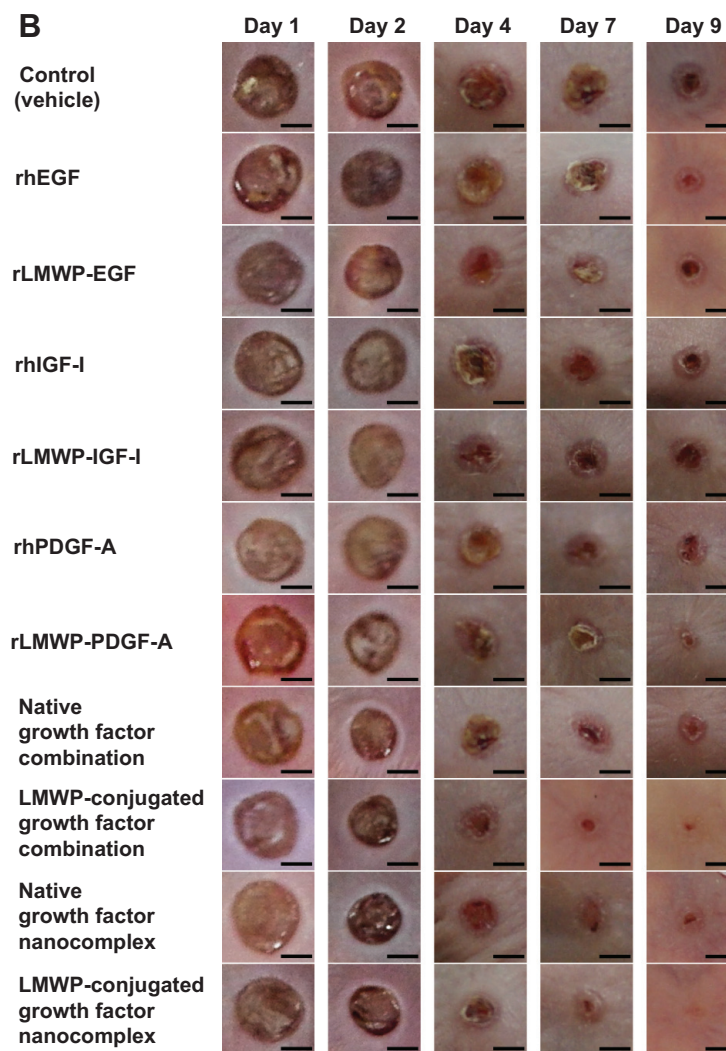 B
Day 1 Day 2 Day 4 Day 7 Day 9
Control
(vehicle)
rhEGF
rLMWP-EGF
rhIGF-I
rLMWP-IGF-I
rhPDGF-A
rLMWP-PDGF-A
Native
growth factor
combination
LMWP-conjugated
growth factor
combination
Native
growth factor
nanocomplex
LMWP-conjugated
growth factor
nanocomplex